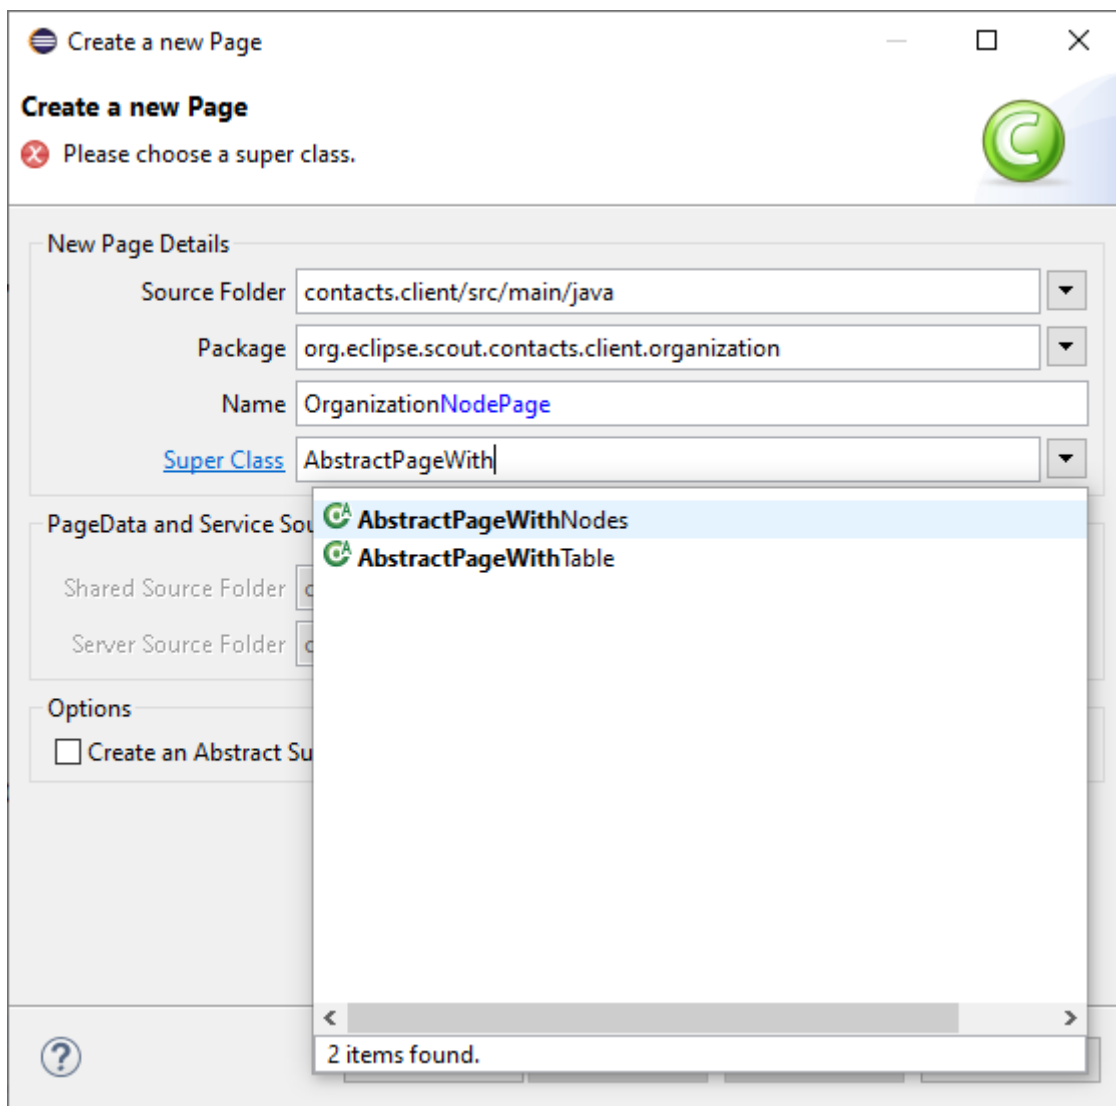 Create a new Page
Create a new Page
Please choose a super class.
New Page Details
Source Folder contacts.client/src/main/java
Package org.eclipse.scout.contacts.client.organization
Name OrganizationNodePage
Super Class AbstractPageWith
AbstractPageWithNodes
PageData and Service
AbstractPageWithTable
Shared Source Folder
Server Source Folder
Options
Create an Abstract
2 items found.